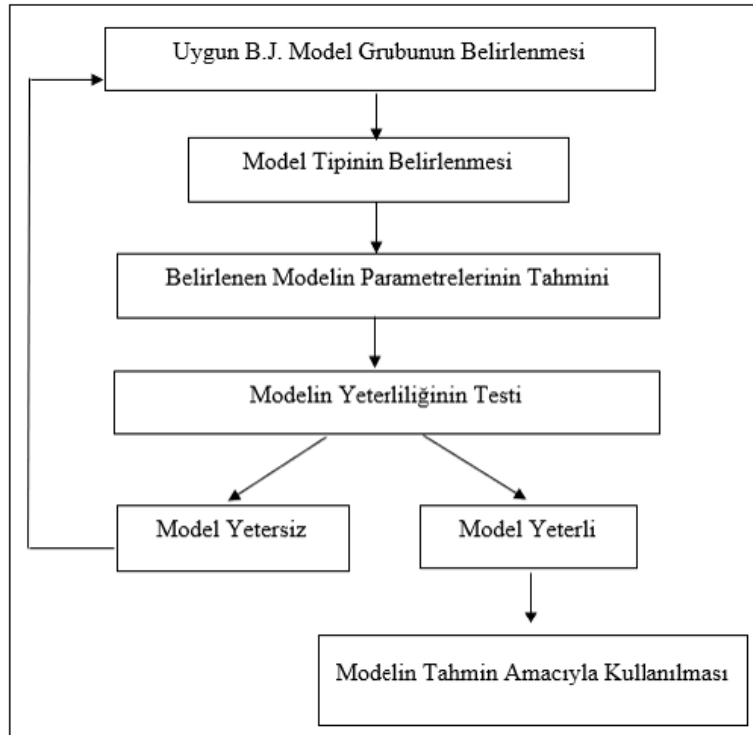 Uygun B.J. Model Grubunun Belirlenmesi
Model Tipinin Belirlenmesi
Belirlenen Modelin Parametrelerinin Tahmini
Modelin Yeterliliğinin Testi
Model Yetersiz
Model Yeterli
Modelin Tahmin Amacıyla Kullanılması